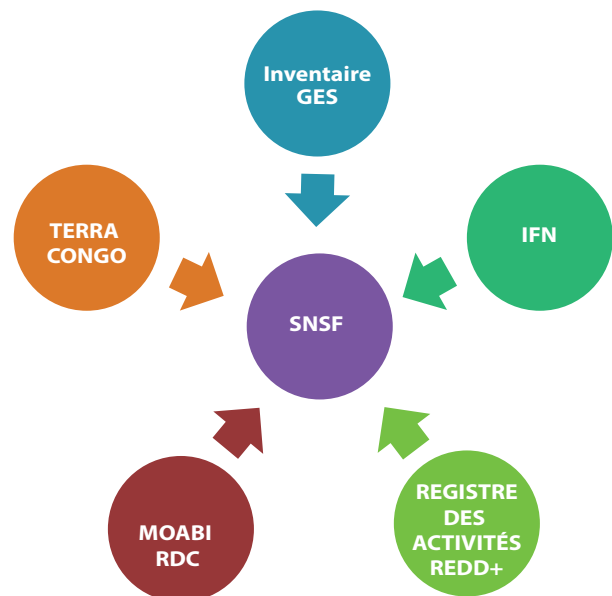 Inventaire
GES
TERRA
CONGO
IFN
SNSF
MOABI
RDC
REGISTRE
DES
ACTIVITÉS
REDD+